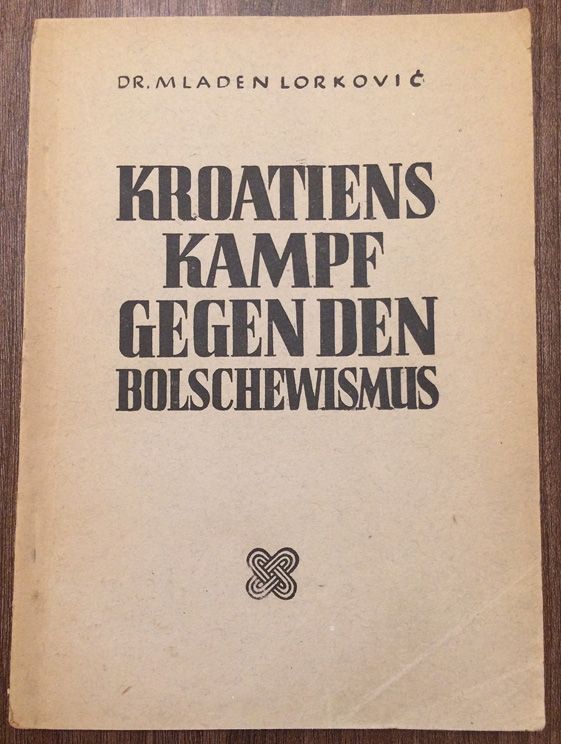 DR. MLADEN LORKOVIĆ
KROATIENS
KAMPF
GEGEN DEN
BOLSCHEWISMUS